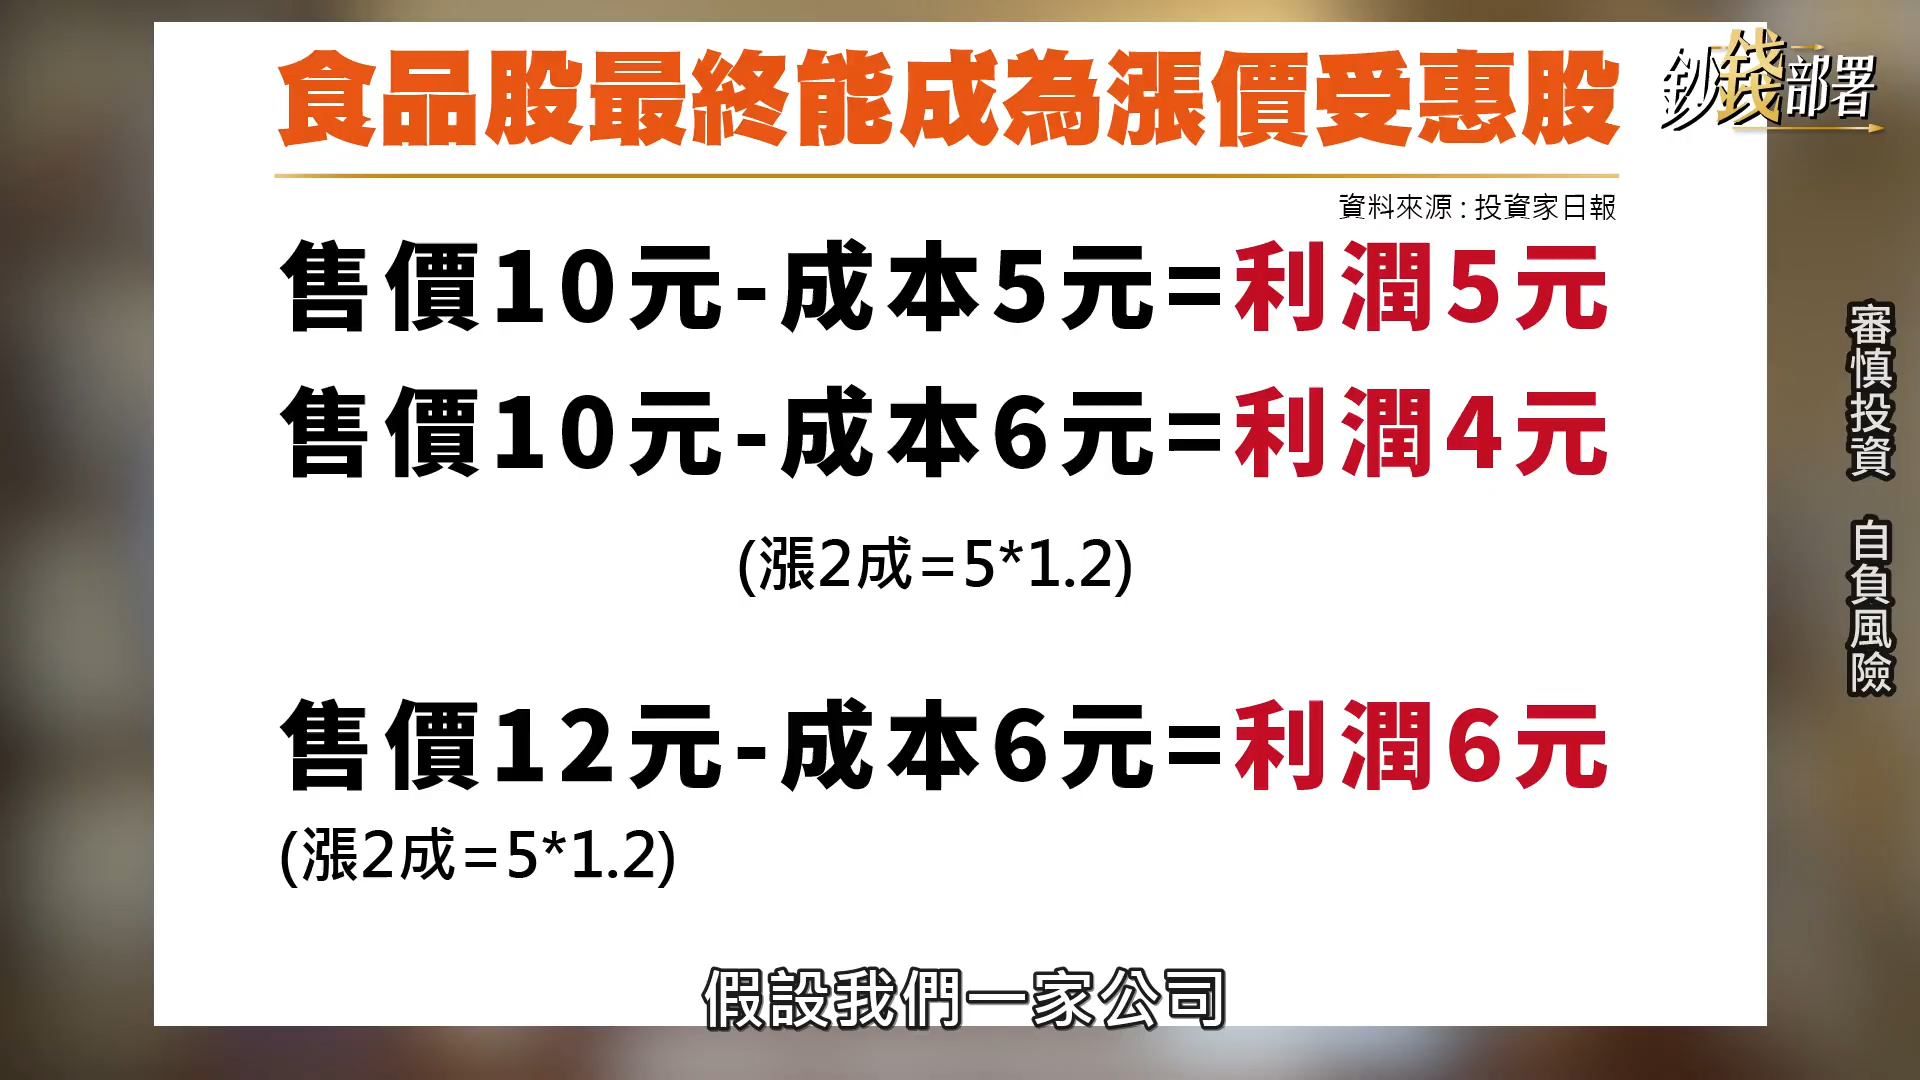 食品股最終能成為漲價受惠股
鈔錢部署
資料來源:投資家日報
售價10元-成本5元=利潤5元
售價10元-成本6元=利潤4元
(漲2成=5*1.2)
售價12元-成本6元=利潤6元
(漲2成=5*1.2)
審慎投資 自負風險
假設我們一家公司